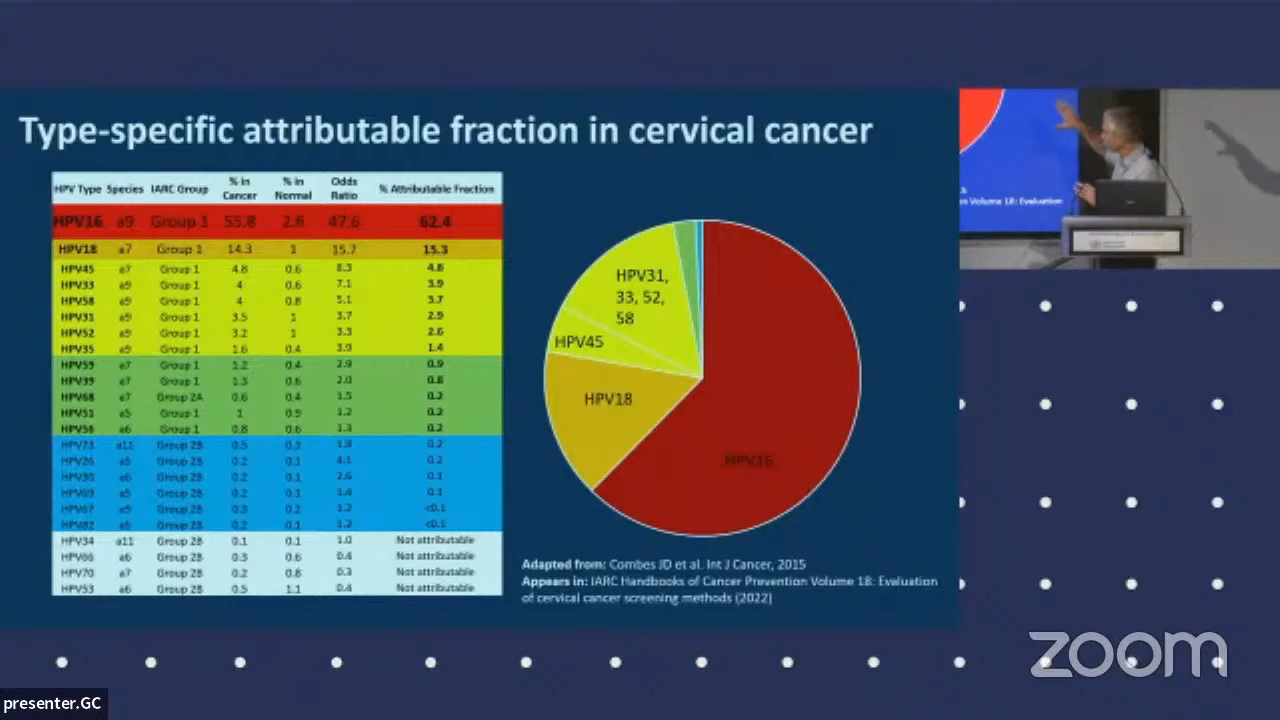 Type-specific attributable fraction in cervical cancer
HPV Type Species IARC Group % in Cancer % in Normal Odds Ratio % Attributable Fraction
HPV16 a9 Group 1 55.8 2.6 47.6 62.4
HPV18 a7 Group 1 14.3 1 15.7 15.3
HPV45 a7 Group 1 4.8 0.6 8.3 4.8
HPV33 a9 Group 1 4 0.6 7.1 3.9
HPV58 a9 Group 1 4 0.8 5.1 3.7
HPV31 a9 Group 1 3.5 1 3.7 2.9
HPV52 a9 Group 1 3.2 1 3.3 2.6
HPV35 a9 Group 1 1.6 0.4 3.9 1.4
HPV59 a7 Group 1 1.2 0.4 2.9 0.9
HPV39 a7 Group 1 1.3 0.6 2.0 0.8
HPV68 a7 Group 2A 0.6 0.4 1.5 0.2
HPV51 a5 Group 1 1 0.9 1.2 0.2
HPV56 a6 Group 1 0.8 0.6 1.3 0.2
HPV73 a11 Group 2B 0.5 0.3 1.8 0.2
HPV26 a5 Group 2B 0.2 0.1 4.1 0.2
HPV30 a6 Group 2B 0.2 0.1 2.6 0.1
HPV69 a5 Group 2B 0.2 0.1 1.4 0.1
HPV67 a9 Group 2B 0.3 0.2 1.2 <0.1
HPV82 a5 Group 2B 0.2 0.1 1.2 <0.1
HPV34 a11 Group 2B 0.1 0.1 1.0 Not attributable
HPV66 a6 Group 2B 0.3 0.6 0.4 Not attributable
HPV70 a7 Group 2B 0.2 0.8 0.3 Not attributable
HPV53 a6 Group 2B 0.5 1.1 0.4 Not attributable
HPV31,
33, 52,
58
HPV45
HPV18
HPV16
Adapted from: Combes JD et al. Int J Cancer, 2015
Appears in: IARC Handbooks of Cancer Prevention Volume 18: Evaluation
of cervical cancer screening methods (2022)
n Volume 18: Evaluation
zoom
presenter.GC